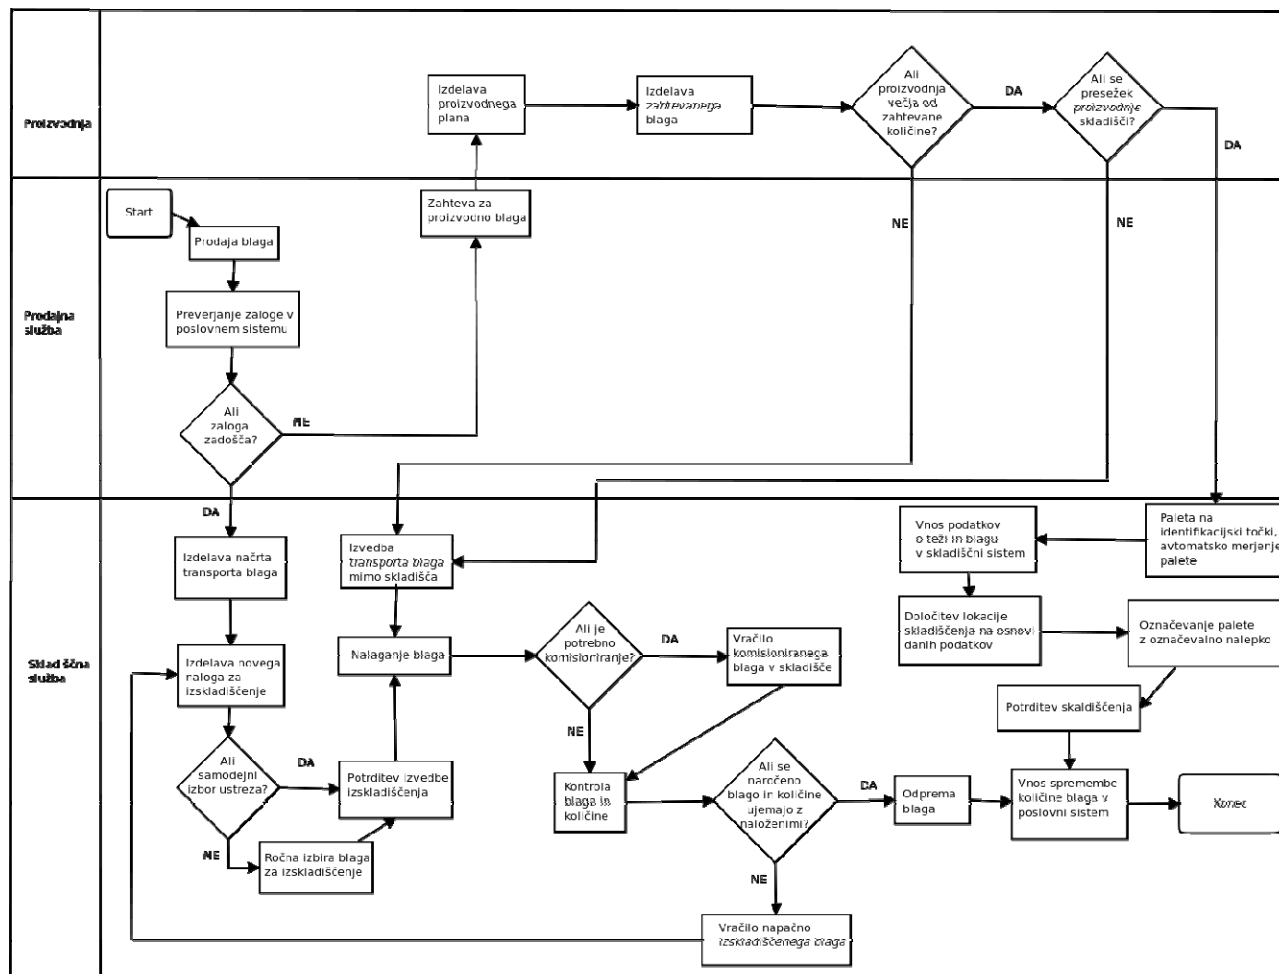 Proizvodnja
Izdelava
proizvodnega
plana
Izdelava
zahtevanega
blaga
Ali
proizvodnja
večja od
zahtevane
količine?
DA
Ali se
presežek
proizvodnje
skladišči?
DA
NE
NE
Prodajna
služba
Start
Prodaja blaga
Preverjanje zaloge v
poslovnem sistemu
Ali
zaloga
zadošča?
NE
Zahteva za
proizvodno blaga
DA
Skladiščna
služba
Izdelava načrta
transporta blaga
Izdelava novega
naloga za
izskladiščenje
Ali
samodejni
izbor ustreza?
DA
NE
Ročna izbira blaga
za izskladiščenje
Potrditev izvedbe
izskladiščenja
Izvedba
transporta blaga
mimo skladišča
Nalaganje blaga
Ali je
potrebno
komisioniranje?
DA
NE
Vračilo
komisioniranega
blaga v skladišče
Kontrola
blaga in
količine
Ali se
naročeno
blago in količine
ujemajo z
naloženimi?
DA
NE
Vračilo napačno
izskladiščenega blaga
Odprema
blaga
Paleta na
identifikacijski točki,
avtomatsko merjenje
palete
Vnos podatkov
o teži in blagu
v skladiščni sistem
Določitev lokacije
skladiščenja na osnovi
danih podatkov
Označevanje palete
z označevalno nalepko
Potrditev skaldiščenja
Vnos spremembe
količine blaga v
poslovni sistem
Konec